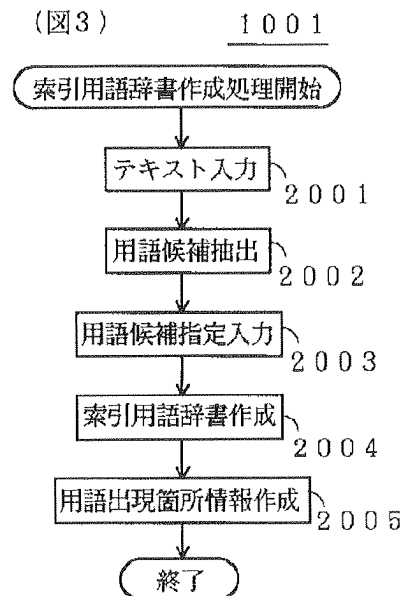 (図3) 1001
索引用語辞書作成処理開始
テキスト入力
2001
用語候補抽出
2002
用語候補指定入力
2003
索引用語辞書作成
2004
用語出現箇所情報作成
2005
終了